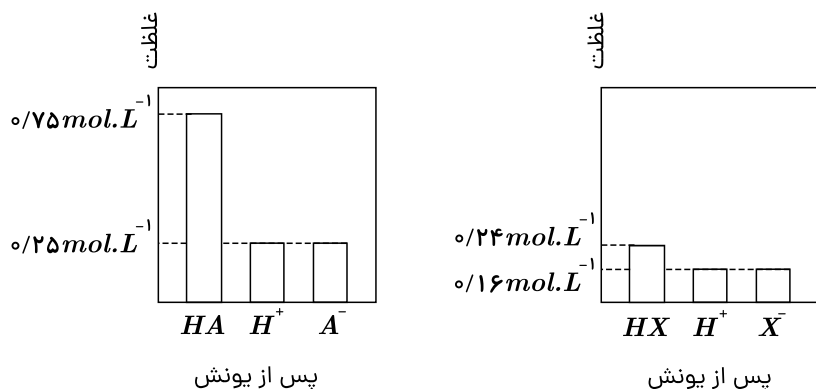 غلظت
۰/۷۵mol.L⁻¹
۰/۲۵mol.L⁻¹
HA H⁺ A⁻
پس از یونش
غلظت
۰/۲۴mol.L⁻¹
۰/۱۶mol.L⁻¹
HX H⁺ X⁻
پس از یونش